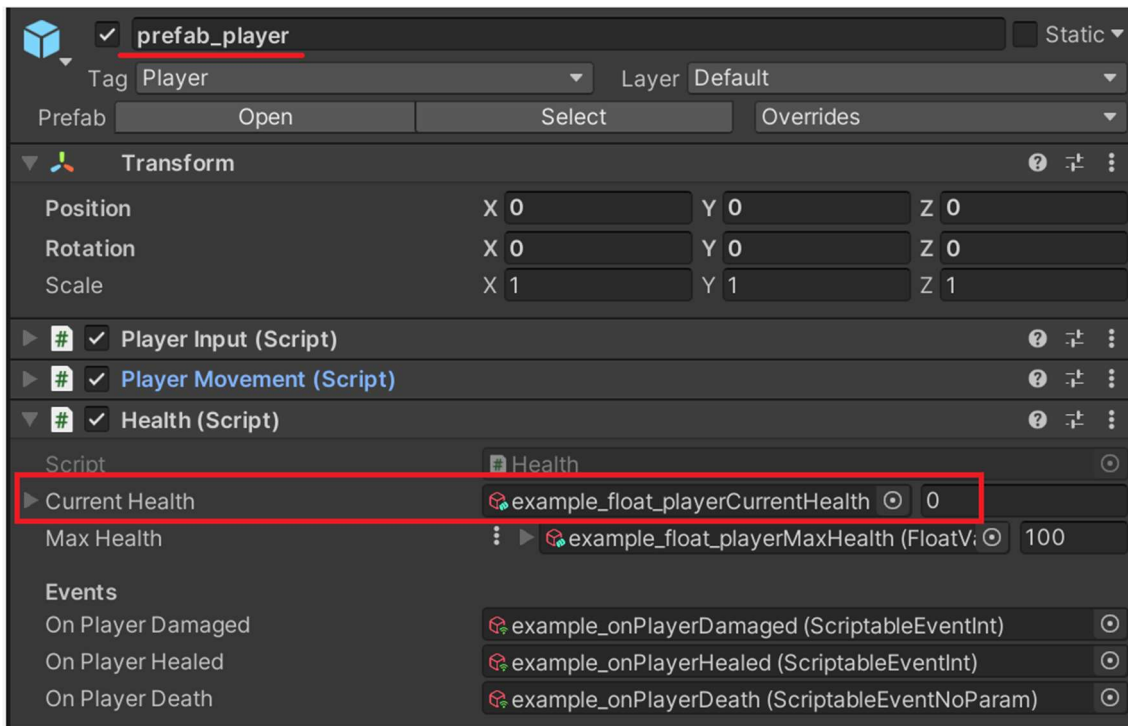 prefab_player Static
Tag Player Layer Default
Prefab Open Select Overrides
Transform
Position X 0 Y 0 Z 0
Rotation X 0 Y 0 Z 0
Scale X 1 Y 1 Z 1
# Player Input (Script)
# Player Movement (Script)
# Health (Script)
Script # Health
Current Health example_float_playerCurrentHealth 0
Max Health example_float_playerMaxHealth (FloatVa 100
Events
On Player Damaged example_onPlayerDamaged (ScriptableEventInt)
On Player Healed example_onPlayerHealed (ScriptableEventInt)
On Player Death example_onPlayerDeath (ScriptableEventNoParam)